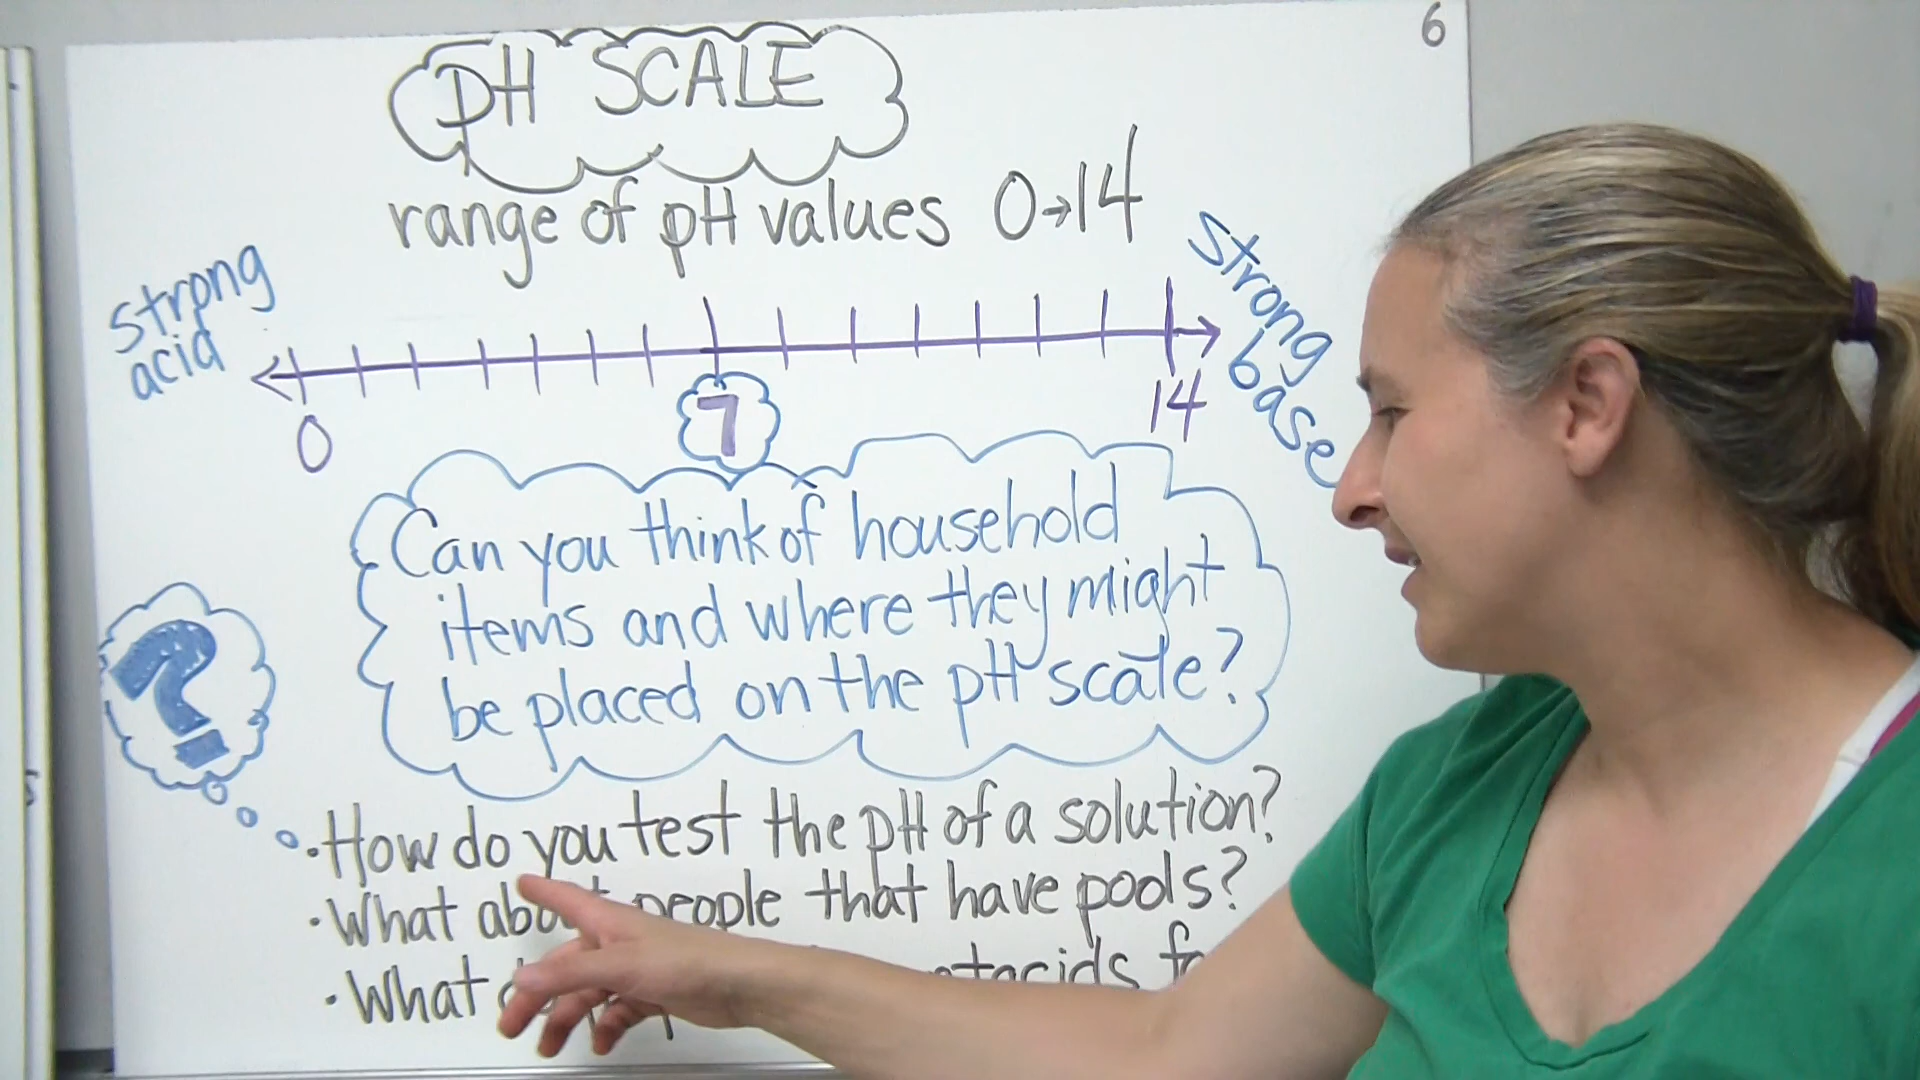 6
pH SCALE
range of pH values 0→14
strong
acid
strong
base
0
7
14
Can you think of household
items and where they might
be placed on the pH scale?
?
• How do you test the pH of a solution?
• What about people that have pools?
• What